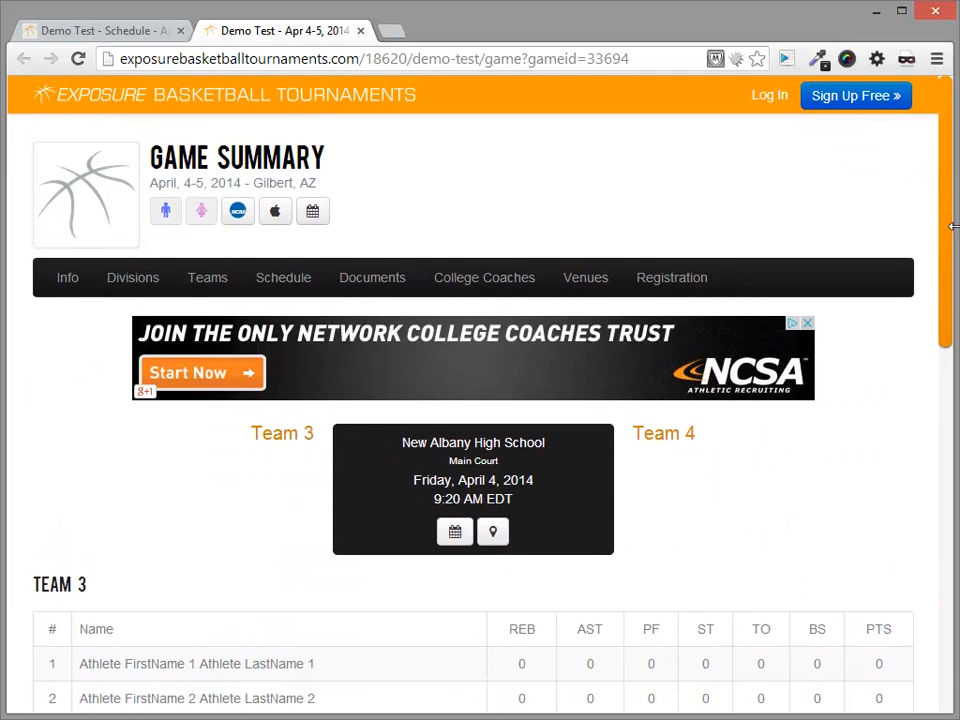 Demo Test - Schedule - A
Demo Test - Apr 4-5, 2014
exposurebasketballtournaments.com/18620/demo-test/game?gameid=33694
EXPOSURE BASKETBALL TOURNAMENTS
Log In
Sign Up Free »
GAME SUMMARY
April, 4-5, 2014 - Gilbert, AZ
NCAA
Info Divisions Teams Schedule Documents College Coaches Venues Registration
JOIN THE ONLY NETWORK COLLEGE COACHES TRUST
Start Now
NCSA
ATHLETIC RECRUITING
g+1
Team 3
New Albany High School
Team 4
Main Court
Friday, April 4, 2014
9:20 AM EDT
TEAM 3
# Name REB AST PF ST TO BS PTS
1 Athlete FirstName 1 Athlete LastName 1 0 0 0 0 0 0 0
2 Athlete FirstName 2 Athlete LastName 2 0 0 0 0 0 0 0